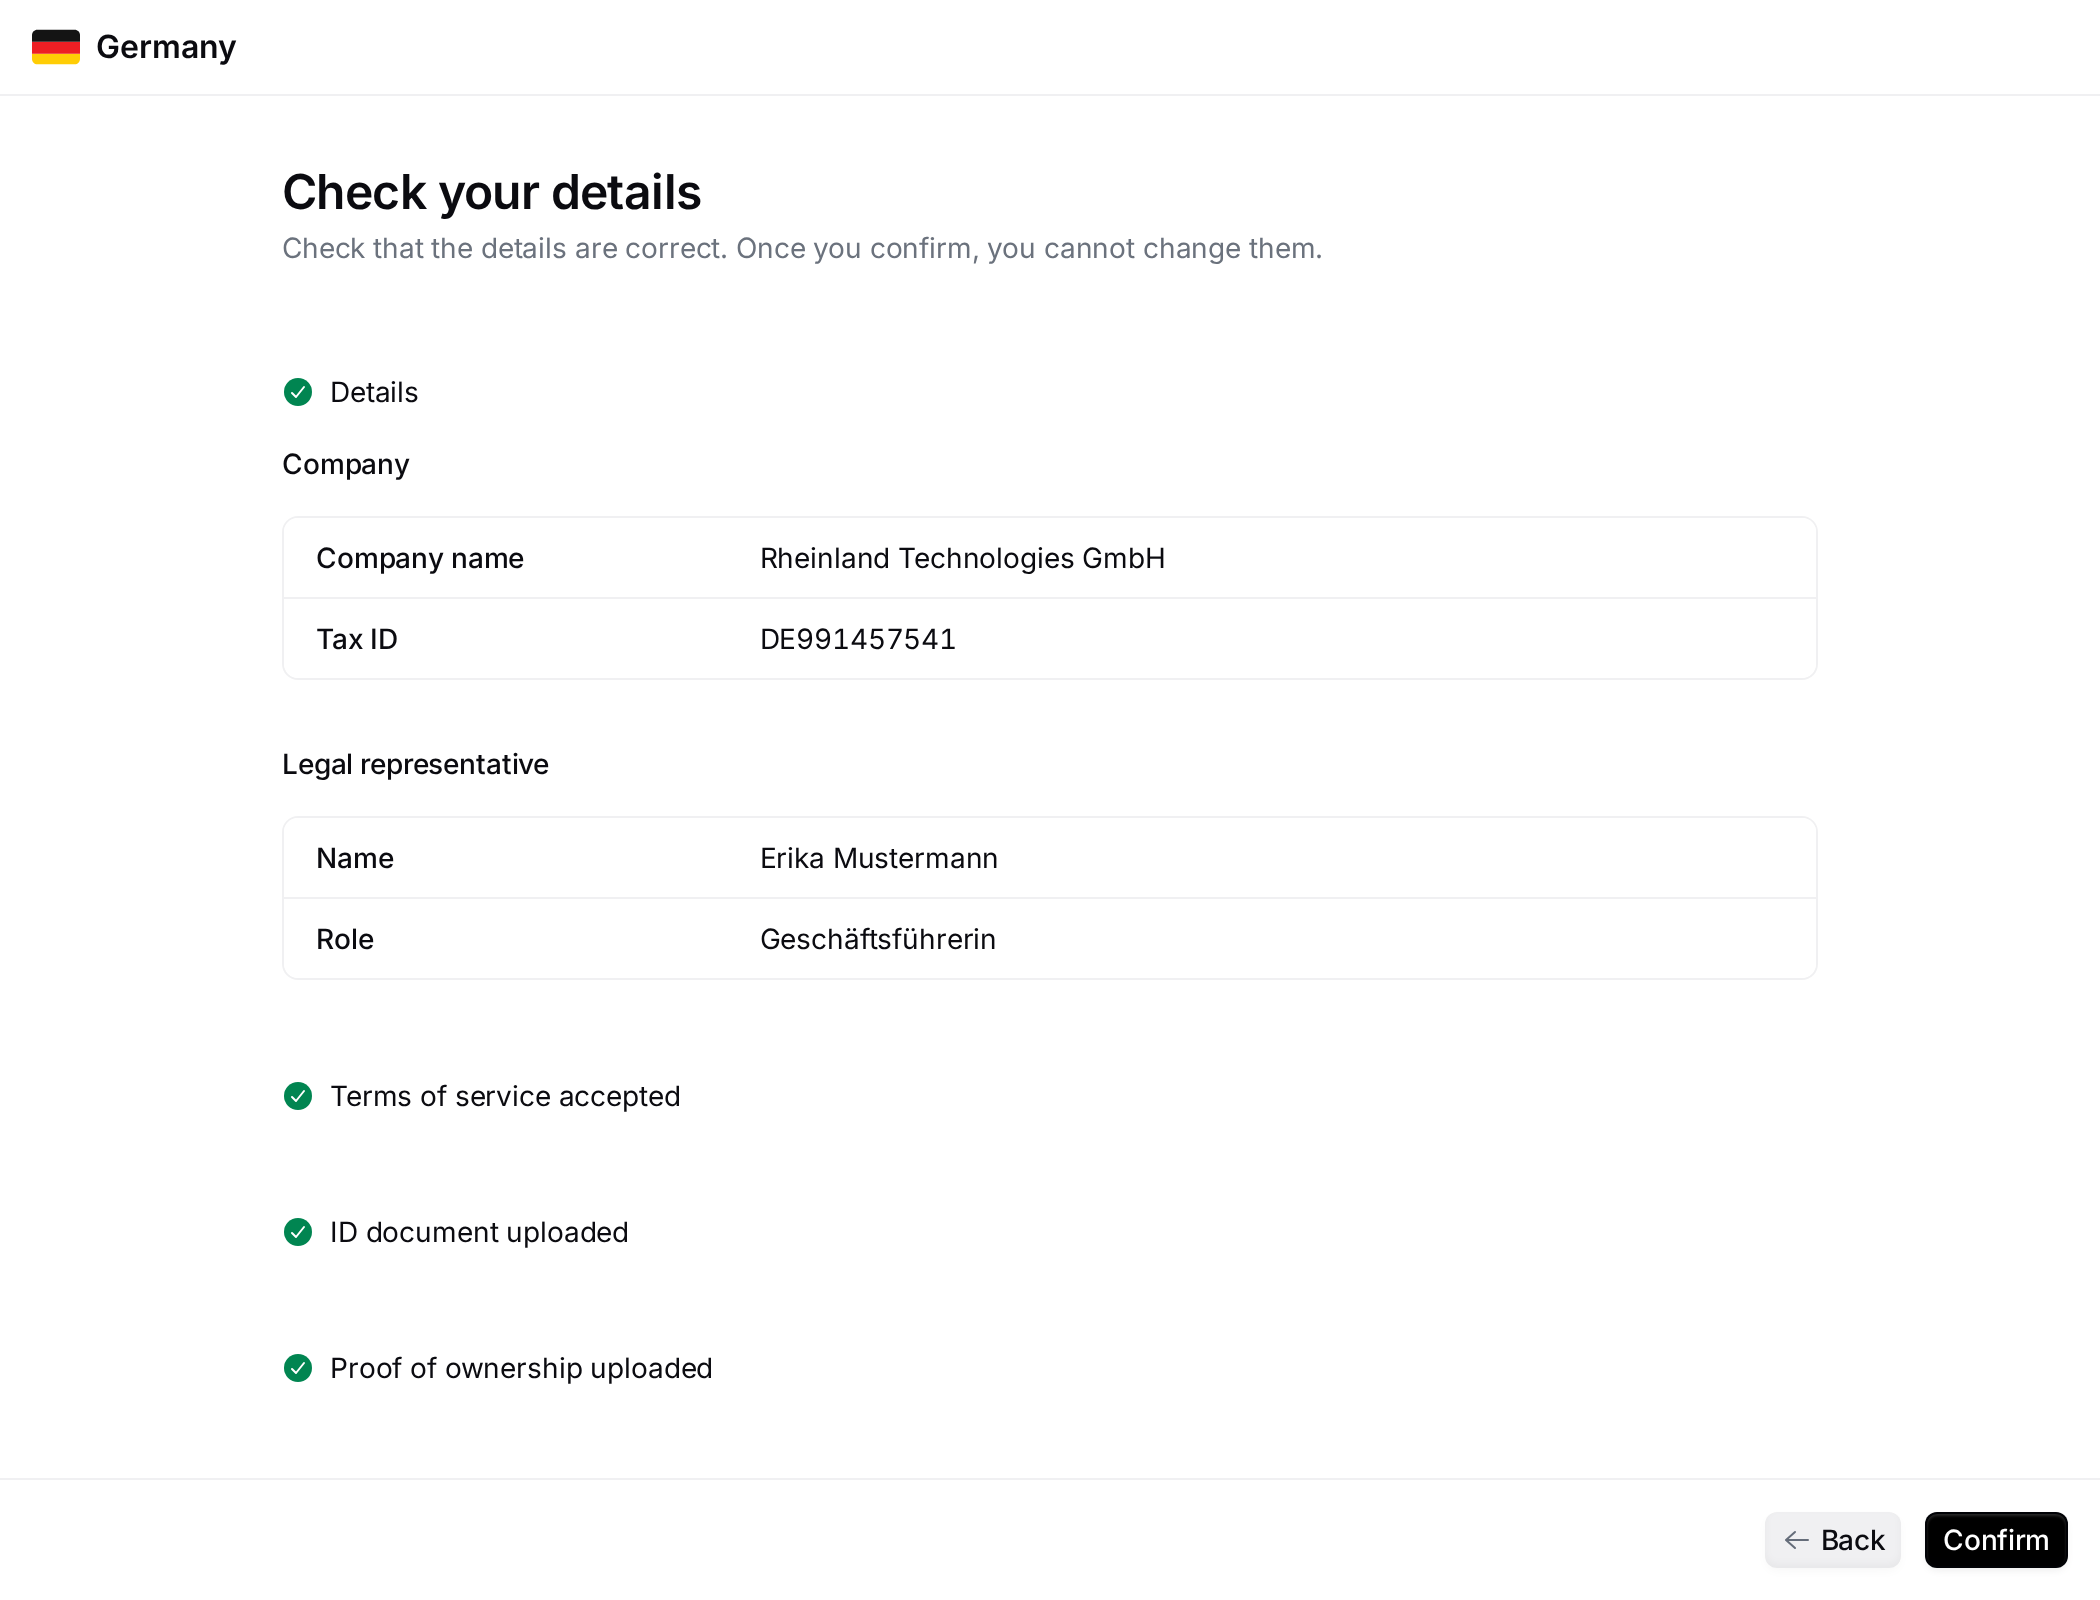 Germany
Check your details
Check that the details are correct. Once you confirm, you cannot change them.
Details
Company
Company name Rheinland Technologies GmbH
Tax ID DE991457541
Legal representative
Name Erika Mustermann
Role Geschäftsführerin
Terms of service accepted
ID document uploaded
Proof of ownership uploaded
Back Confirm